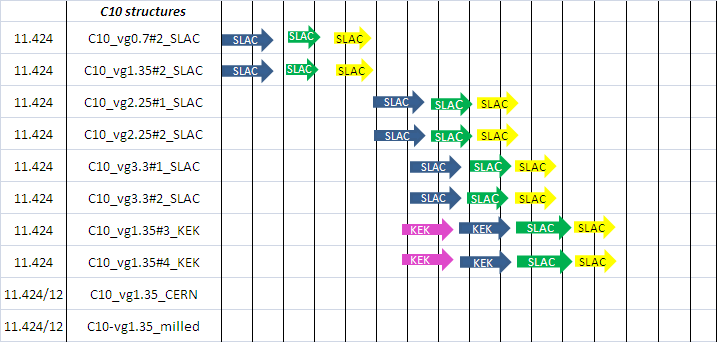 C10 structures
11.424 C10_vg0.7#2_SLAC SLAC SLAC SLAC
11.424 C10_vg1.35#2_SLAC SLAC SLAC SLAC
11.424 C10_vg2.25#1_SLAC SLAC SLAC SLAC
11.424 C10_vg2.25#2_SLAC SLAC SLAC SLAC
11.424 C10_vg3.3#1_SLAC SLAC SLAC SLAC
11.424 C10_vg3.3#2_SLAC SLAC SLAC SLAC
11.424 C10_vg1.35#3_KEK KEK KEK SLAC SLAC
11.424 C10_vg1.35#4_KEK KEK KEK SLAC SLAC
11.424/12 C10_vg1.35_CERN
11.424/12 C10-vg1.35_milled